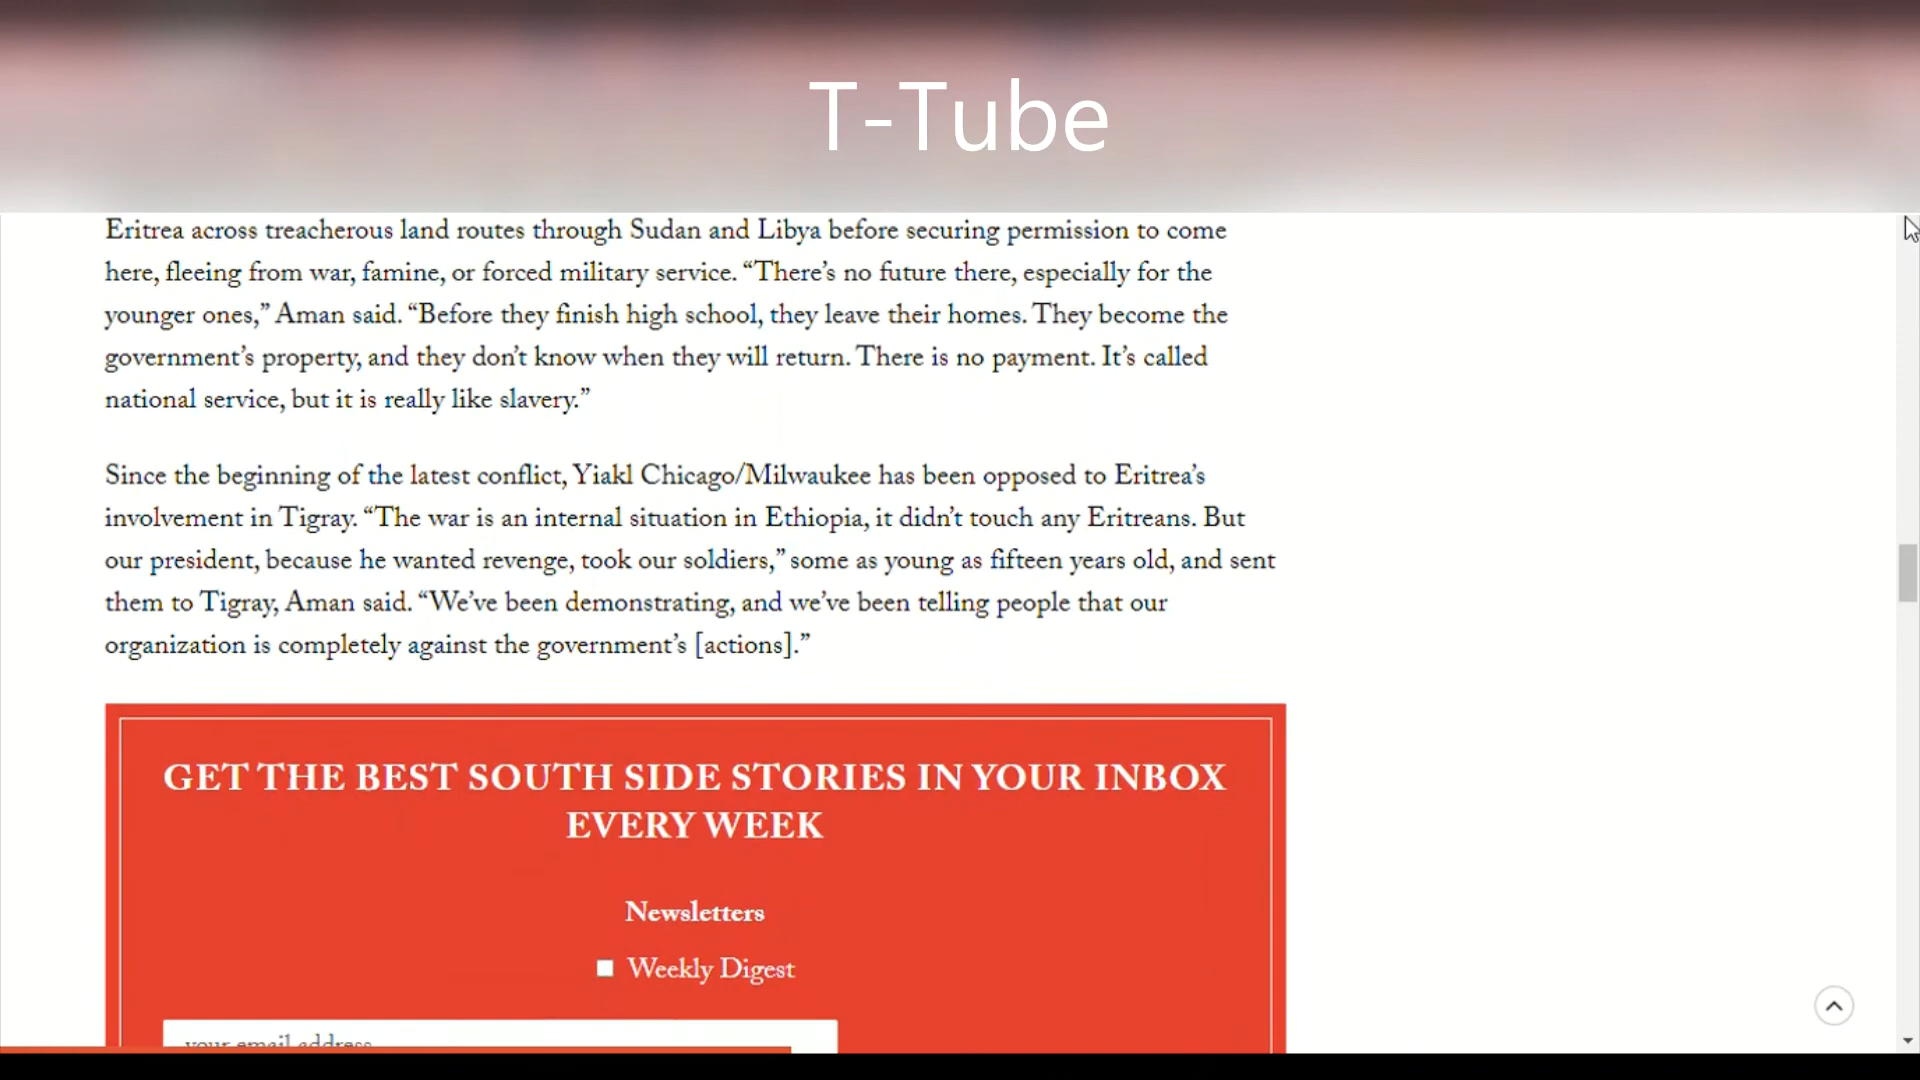 T-Tube
Eritrea across treacherous land routes through Sudan and Libya before securing permission to come
here, fleeing from war, famine, or forced military service. “There’s no future there, especially for the
younger ones,” Aman said. “Before they finish high school, they leave their homes. They become the
government’s property, and they don’t know when they will return. There is no payment. It’s called
national service, but it is really like slavery.”
Since the beginning of the latest conflict, Yiakl Chicago/Milwaukee has been opposed to Eritrea’s
involvement in Tigray. “The war is an internal situation in Ethiopia, it didn’t touch any Eritreans. But
our president, because he wanted revenge, took our soldiers,” some as young as fifteen years old, and sent
them to Tigray, Aman said. “We’ve been demonstrating, and we’ve been telling people that our
organization is completely against the government’s [actions].”
GET THE BEST SOUTH SIDE STORIES IN YOUR INBOX
EVERY WEEK
Newsletters
Weekly Digest
your email address